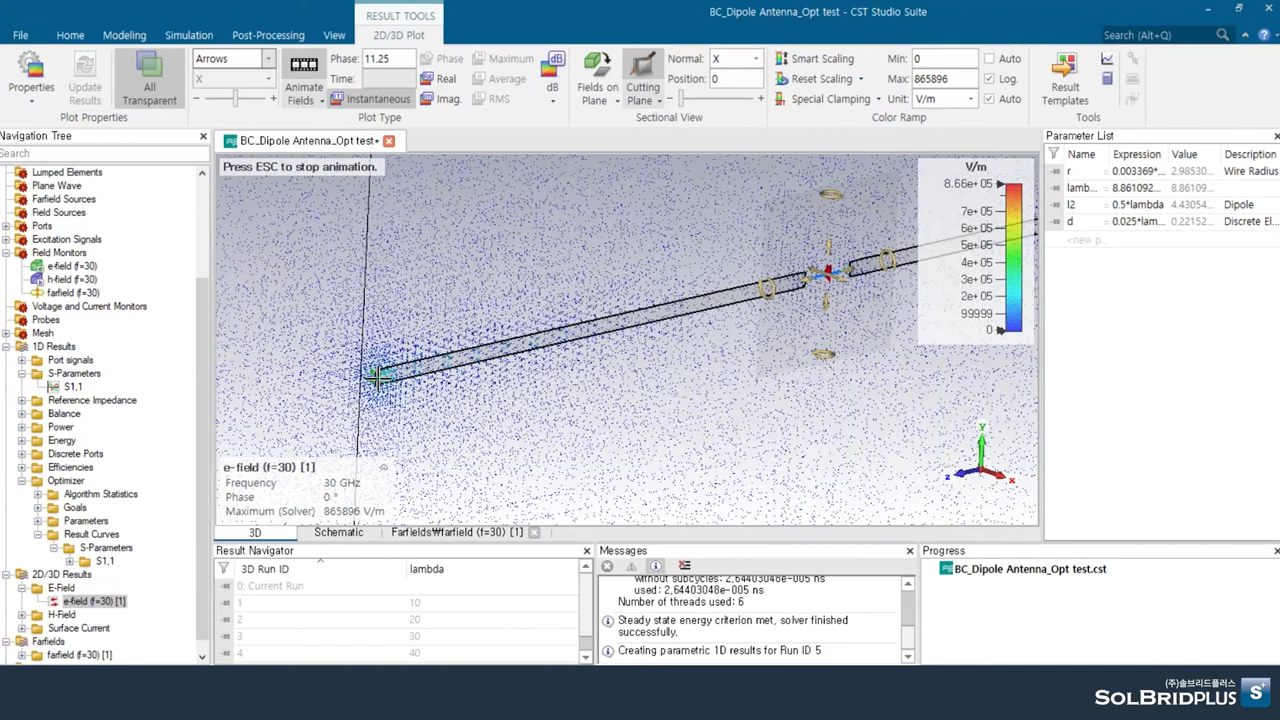 RESULT TOOLS
BC_Dipole Antenna_Opt test - CST Studio Suite
File Home Modeling Simulation Post-Processing View 2D/3D Plot Search (Alt+Q)
Properties
Update Results
All Transparent
Arrows
X
Plot Properties
Animate Fields
Phase: 11.25
Time:
Instantaneous
Phase
Real
Imag.
Maximum
Average
RMS
dB
Plot Type
Fields on Plane
Cutting Plane
Normal: X
Position: 0
Sectional View
Smart Scaling
Reset Scaling
Special Clamping
Min: 0
Max: 865896
Unit: V/m
Auto
Log.
Auto
Color Ramp
Result Templates
Tools
Navigation Tree
Search
Lumped Elements
Plane Wave
Farfield Sources
Field Sources
Ports
Excitation Signals
Field Monitors
e-field (f=30)
h-field (f=30)
farfield (f=30)
Voltage and Current Monitors
Probes
Mesh
1D Results
Port signals
S-Parameters
S1,1
Reference Impedance
Balance
Power
Energy
Discrete Ports
Efficiencies
Optimizer
Algorithm Statistics
Goals
Parameters
Result Curves
S-Parameters
S1,1
2D/3D Results
E-Field
e-field (f=30) [1]
H-Field
Surface Current
Farfields
farfield (f=30) [1]
BC_Dipole Antenna_Opt test*
Press ESC to stop animation.
V/m
8.66e+05
7e+05
6e+05
5e+05
4e+05
3e+05
2e+05
99999
0
y
z
x
e-field (f=30) [1]
Frequency 30 GHz
Phase 0 °
Maximum (Solver) 865896 V/m
3D Schematic Farfields₩farfield (f=30) [1]
Parameter List
Name Expression Value Description
r = 0.003369*... 2.98530... Wire Radius
lamb... = 8.861092... 8.86109...
l2 = 0.5*lambda 4.43054... Dipole
d = 0.025*lam... 0.22152... Discrete El...
<new p...
Result Navigator
3D Run ID lambda
0: Current Run
1 10
2 20
3 30
4 40
Messages
without subcycles: 2,64403048e-005 ns
used: 2,64403048e-005 ns
Number of threads used: 6
Steady state energy criterion met, solver finished
successfully,
Creating parametric 1D results for Run ID 5
Progress
BC_Dipole Antenna_Opt test.cst
(주)솔브리드플러스
SOLBRIDPLUS S+